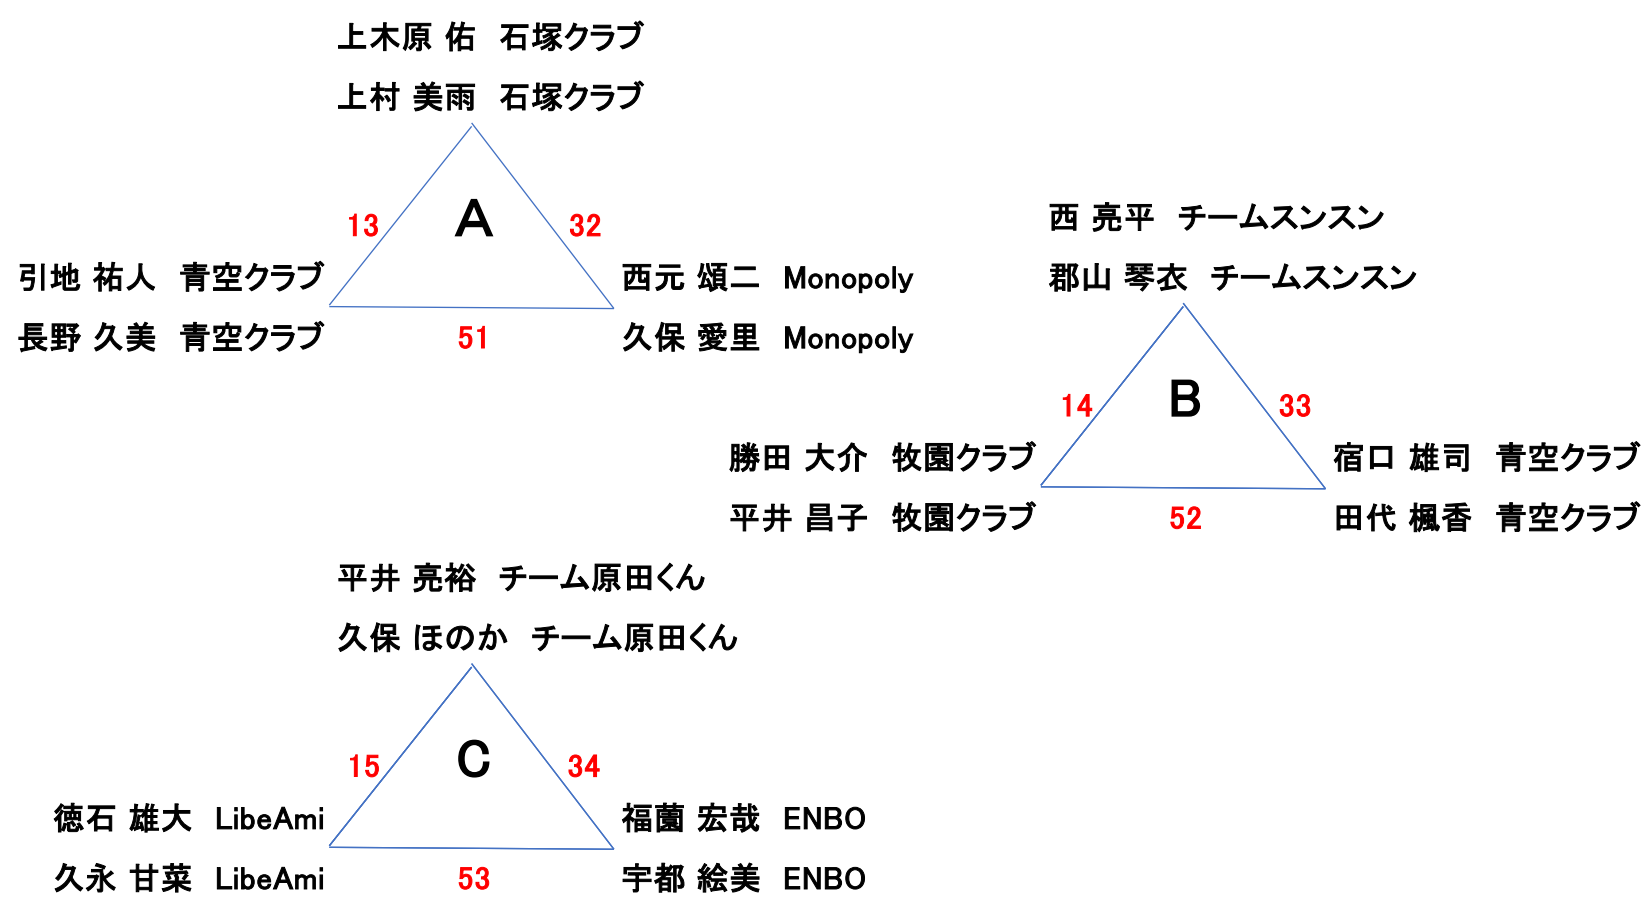 上木原 佑 石塚クラブ
上村 美雨 石塚クラブ
13
A
32
引地 祐人 青空クラブ
長野 久美 青空クラブ
51
西元 頌二 Monopoly
久保 愛里 Monopoly
西 亮平 チームスンスン
郡山 琴衣 チームスンスン
14
B
33
勝田 大介 牧園クラブ
平井 昌子 牧園クラブ
52
宿口 雄司 青空クラブ
田代 楓香 青空クラブ
平井 亮裕 チーム原田くん
久保 ほのか チーム原田くん
15
C
34
徳石 雄大 LibeAmi
久永 甘菜 LibeAmi
53
福薗 宏哉 ENBO
宇都 絵美 ENBO